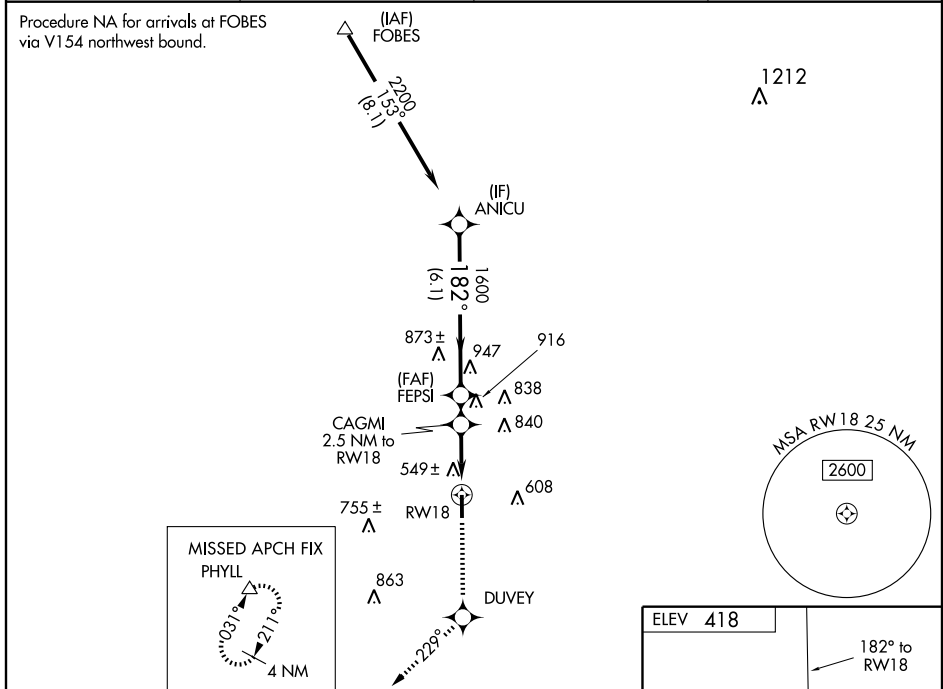 Procedure NA for arrivals at FOBES
via V154 northwest bound.
(IAF)
FOBES
1212
2200
153°
(8.1)
(IF)
ANICU
1600
182°
(6.1)
873 ±
947
916
(FAF)
FEPSI
838
CAGMI
2.5 NM to
RW18
840
549 ±
MSA RW18 25 NM
2600
RW18
608
755 ±
MISSED APCH FIX
PHYLL
031°
211°
4 NM
863
DUVEY
229°
ELEV 418
182° to
RW18